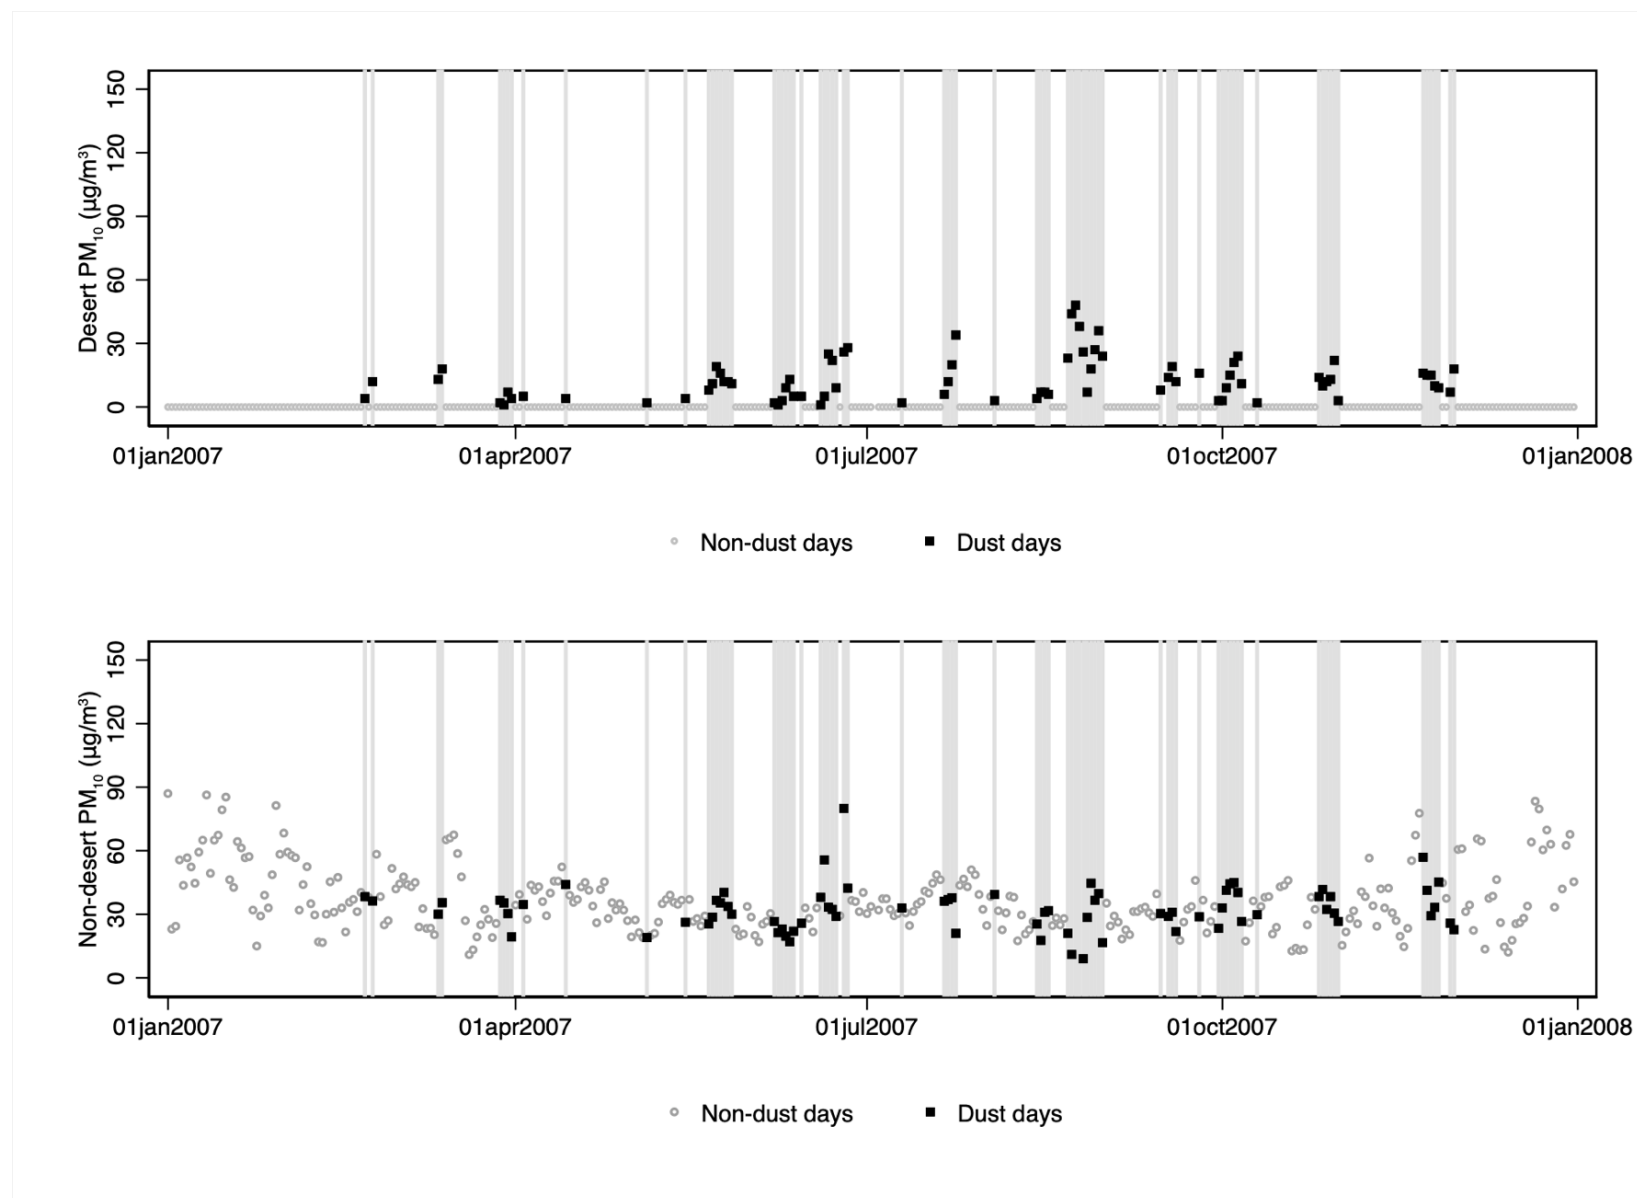 Desert PM10 (µg/m3)
150
120
90
60
30
0
01jan2007 01apr2007 01jul2007 01oct2007 01jan2008
Non-dust days Dust days
Non-desert PM10 (µg/m3)
150
120
90
60
30
0
01jan2007 01apr2007 01jul2007 01oct2007 01jan2008
Non-dust days Dust days